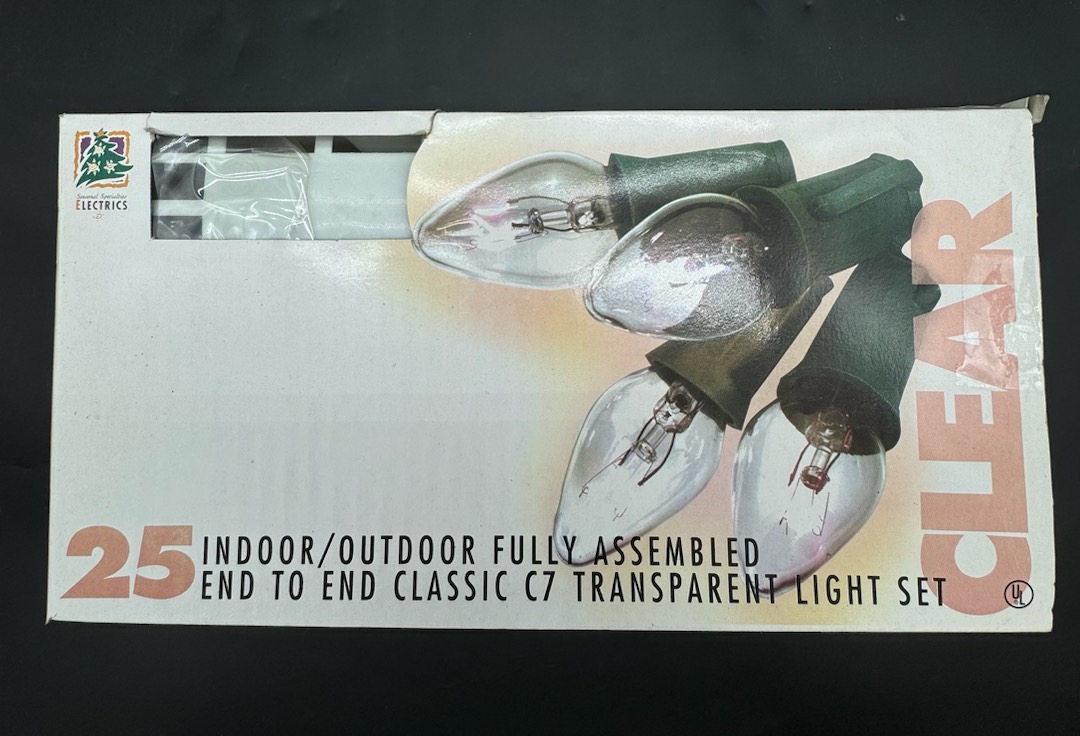 Seasonal Specialties
ELECTRICS
CLEAR
25 INDOOR/OUTDOOR FULLY ASSEMBLED
END TO END CLASSIC C7 TRANSPARENT LIGHT SET
UL